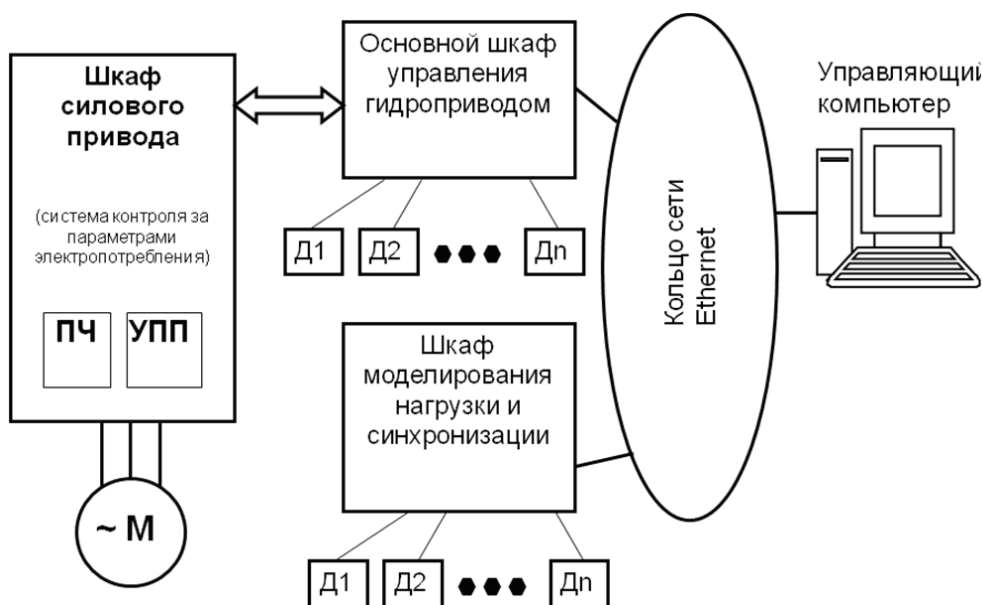 Шкаф
силового
привода
(система контроля за
параметрами
электропотребления)
ПЧ УПП
~ М
Основной шкаф
управления
гидроприводом
Д1 Д2 Дn
Шкаф
моделирования
нагрузки и
синхронизации
Д1 Д2 Дn
Кольцо сети
Ethernet
Управляющий
компьютер